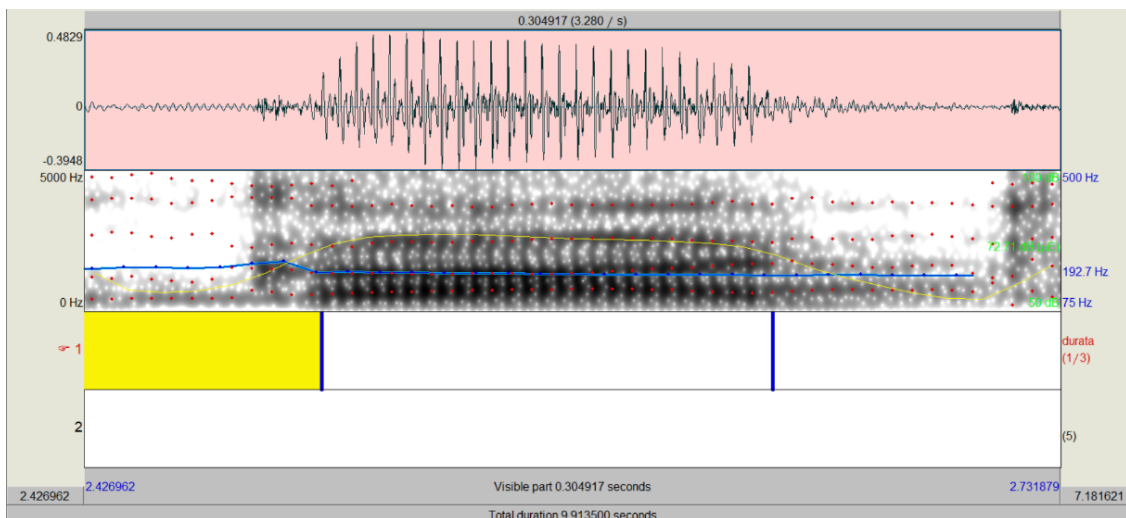 0.304917 (3.280 / s)
0.4829
0
-0.3948
5000 Hz
500 Hz
192.7 Hz
0 Hz
75 Hz
1
durata
(1/3)
2
(5)
2.426962
Visible part 0.304917 seconds
2.731879
2.426962
7.181621
Total duration 9.913500 seconds